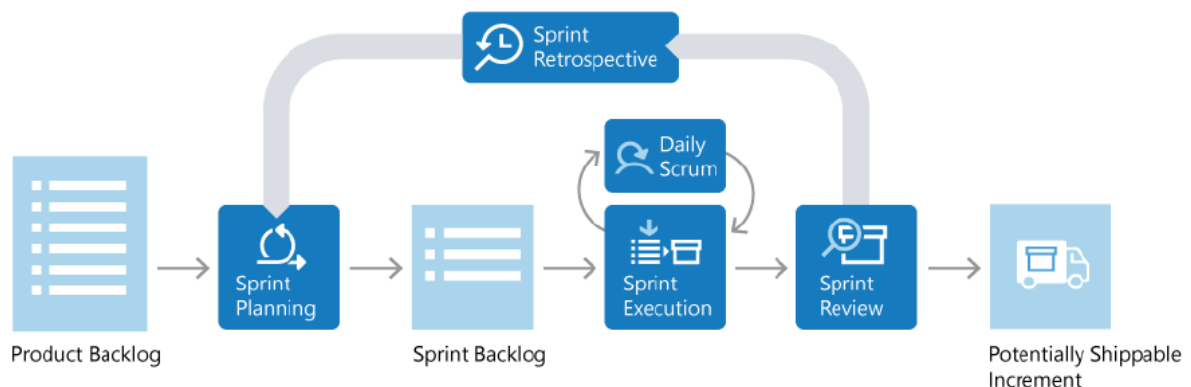 Sprint
Retrospective
Daily
Scrum
Sprint
Planning
Sprint
Execution
Sprint
Review
Product Backlog
Sprint Backlog
Potentially Shippable
Increment